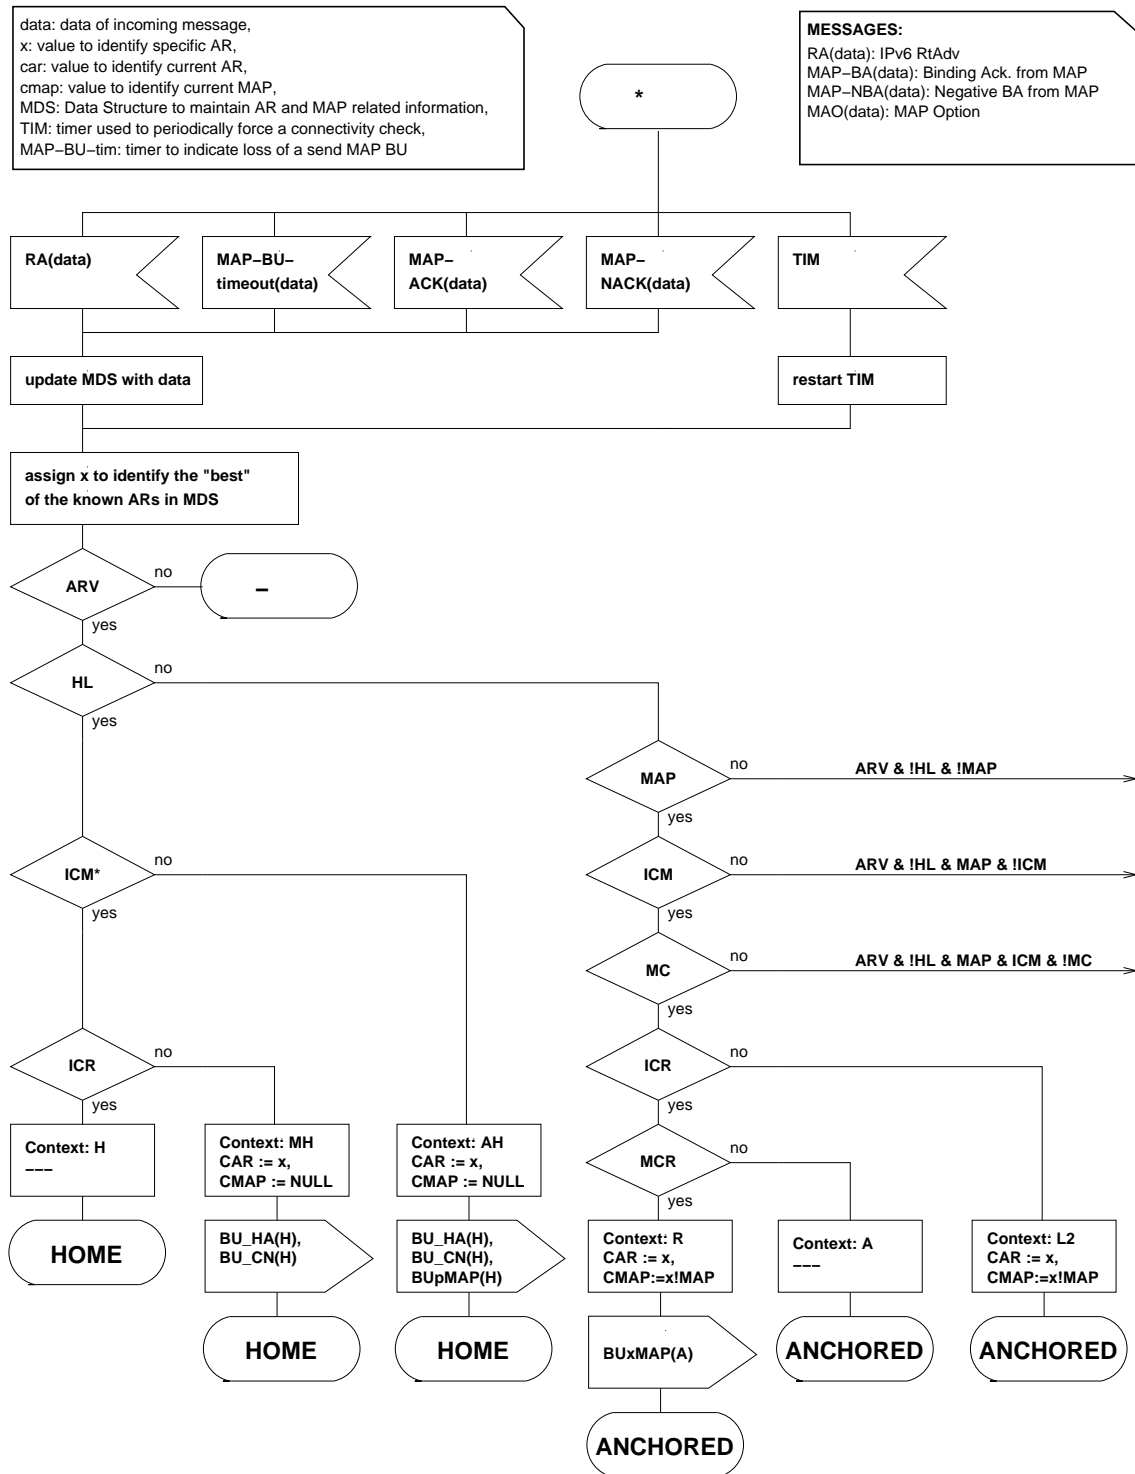 data: data of incoming message,
x: value to identify specific AR,
car: value to identify current AR,
cmap: value to identify current MAP,
MDS: Data Structure to maintain AR and MAP related information,
TIM: timer used to periodically force a connectivity check,
MAP−BU−tim: timer to indicate loss of a send MAP BU
MESSAGES:
RA(data): IPv6 RtAdv
MAP−BA(data): Binding Ack. from MAP
MAP−NBA(data): Negative BA from MAP
MAO(data): MAP Option
*
RA(data)
MAP−BU−
timeout(data)
MAP−
ACK(data)
MAP−
NACK(data)
TIM
update MDS with data
restart TIM
assign x to identify the "best"
of the known ARs in MDS
ARV
no
−
yes
HL
no
yes
MAP
no
ARV & !HL & !MAP
yes
ICM*
no
yes
ICM
no
ARV & !HL & MAP & !ICM
yes
MC
no
ARV & !HL & MAP & ICM & !MC
yes
ICR
no
yes
ICR
no
yes
MCR
no
yes
Context: H
−−−
HOME
Context: MH
CAR := x,
CMAP := NULL
BU_HA(H),
BU_CN(H)
HOME
Context: AH
CAR := x,
CMAP := NULL
BU_HA(H),
BU_CN(H),
BUpMAP(H)
HOME
Context: R
CAR := x,
CMAP:=x!MAP
BUxMAP(A)
ANCHORED
Context: A
−−−
ANCHORED
Context: L2
CAR := x,
CMAP:=x!MAP
ANCHORED